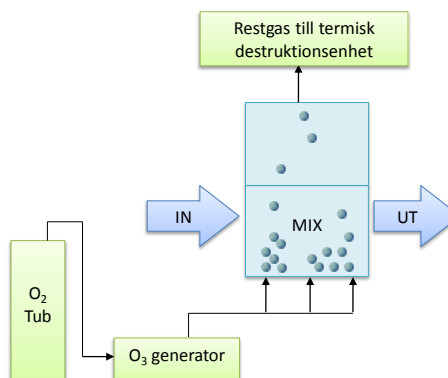 Restgas till termisk
destruktionsenhet
IN
MIX
UT
O₂
Tub
O₃ generator